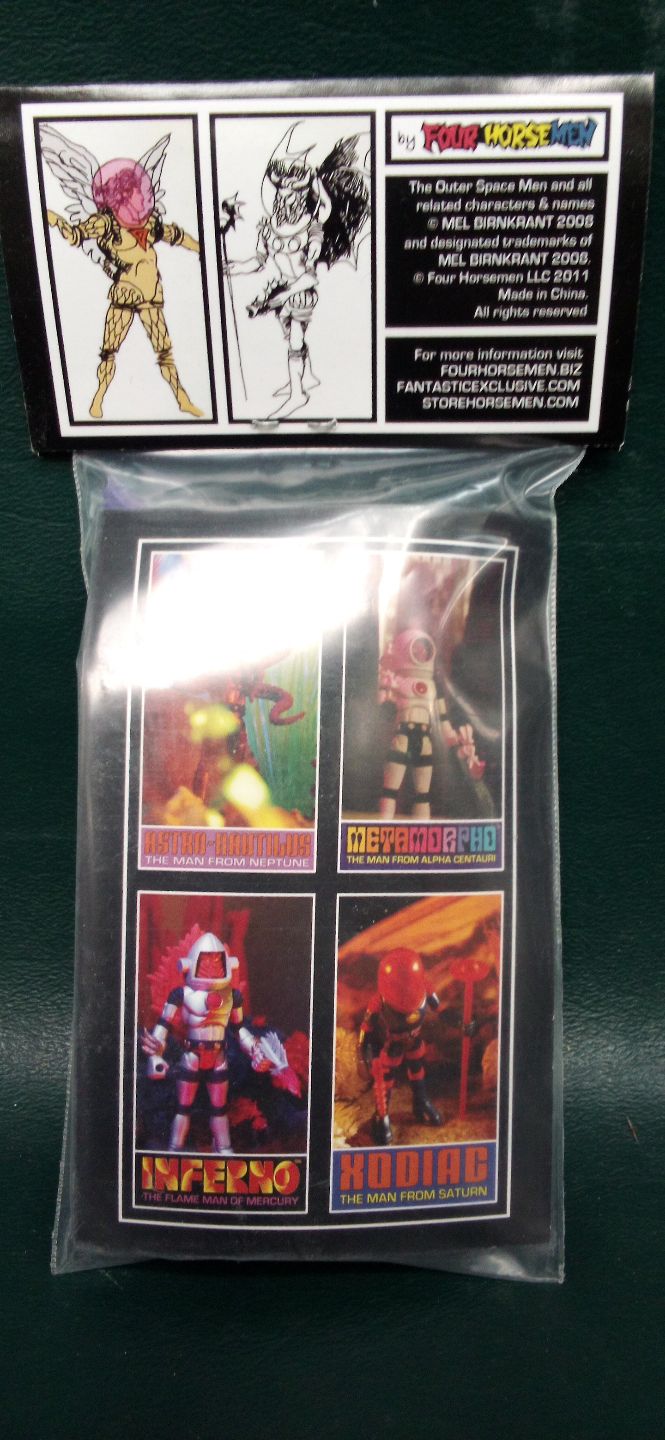 By FOUR HORSEMEN
The Outer Space Men and all
related characters & names
© MEL BIRNKRANT 2008
and designated trademarks of
MEL BIRNKRANT 2008.
© Four Horsemen LLC 2011
Made in China.
All rights reserved
For more information visit
FOURHORSEMEN.BIZ
FANTASTICEXCLUSIVE.COM
STOREHORSEMEN.COM
ASTRO-NAUTILUS
THE MAN FROM NEPTUNE
METAMORPHO
THE MAN FROM ALPHA CENTAURI
INFERNO™
THE FLAME MAN OF MERCURY
XODIAC
THE MAN FROM SATURN